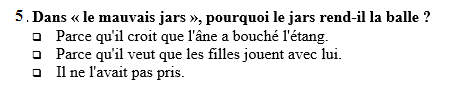 5. Dans « le mauvais jars », pourquoi le jars rend-il la balle ?
❑ Parce qu'il croit que l'âne a bouché l'étang.
❑ Parce qu'il veut que les filles jouent avec lui.
❑ Il ne l'avait pas pris.